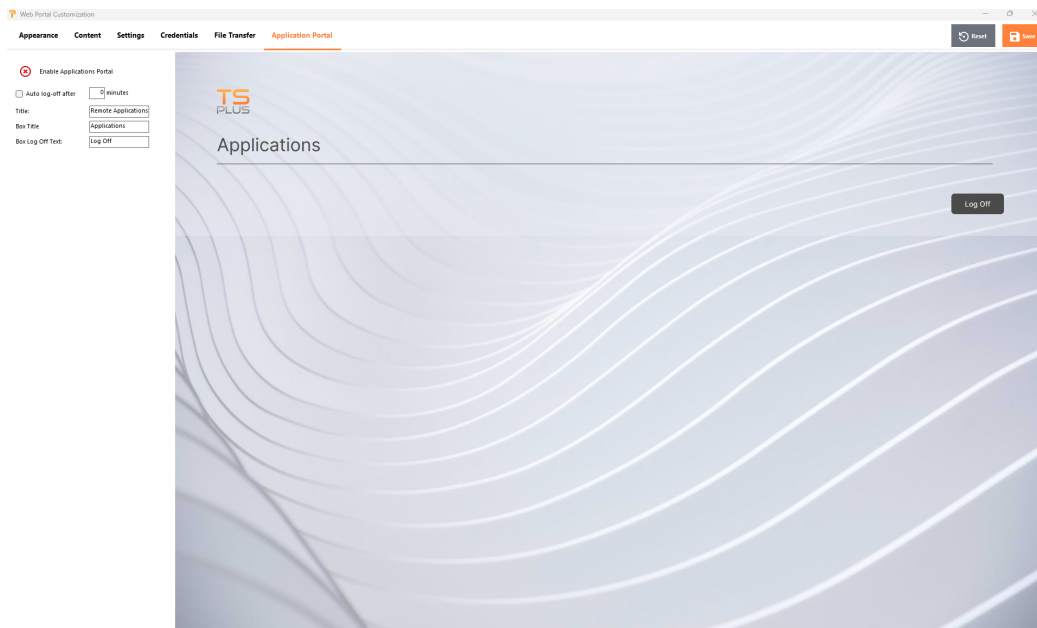 Web Portal Customization
Appearance Content Settings Credentials File Transfer Application Portal
Reset Save
Enable Applications Portal
Auto log-off after 0 minutes
Title: Remote Applications
Box Title Applications
Box Log Off Text: Log Off
TS
PLUS
Applications
Log Off